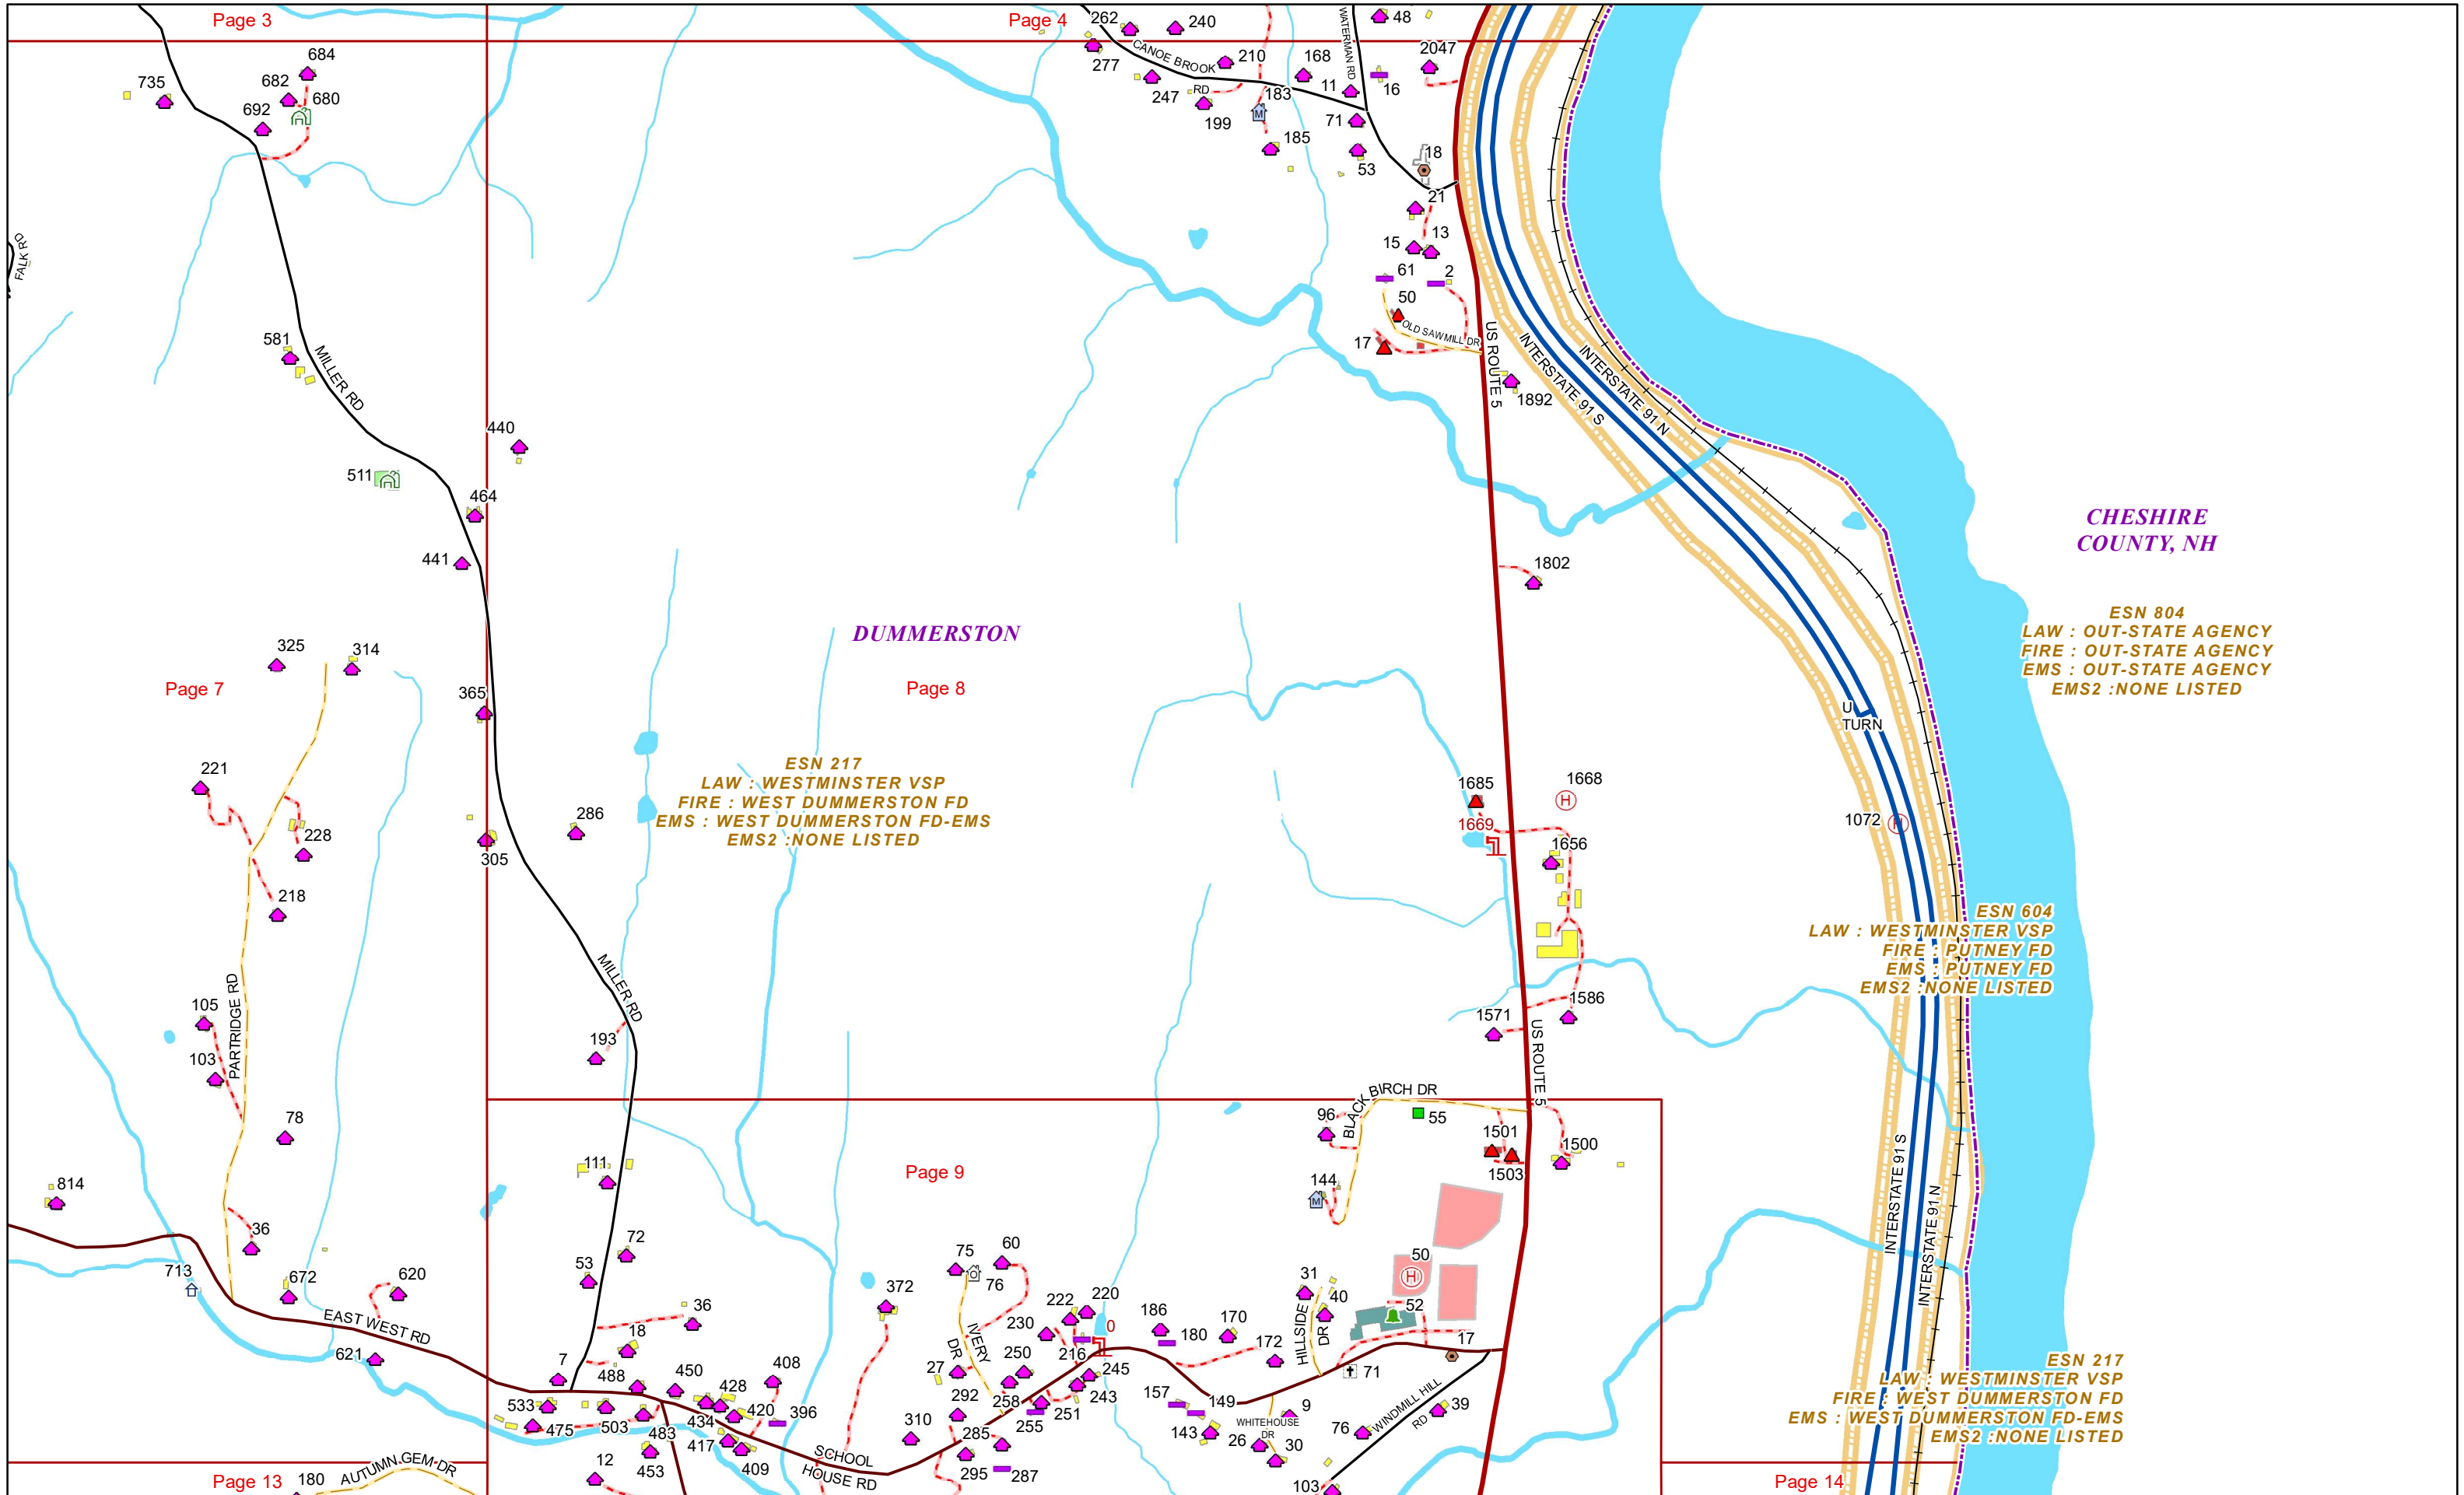 Page 3
Page 4
262
240
48
277
CANOE BROOK
RD
210
168
WATERMAN RD
2047
247
11
16
199
183
71
185
53
18
21
15
13
61
2
50
OLD SAWMILL DR
17
US ROUTE 5
1892
INTERSTATE 91 S
INTERSTATE 91 N
735
684
682
680
692
FALK RD
581
MILLER RD
440
511
464
441
CHESHIRE
COUNTY, NH
1802
ESN 804
LAW : OUT-STATE AGENCY
FIRE : OUT-STATE AGENCY
EMS : OUT-STATE AGENCY
EMS2 :NONE LISTED
DUMMERSTON
325
314
Page 7
365
Page 8
U
TURN
221
ESN 217
LAW : WESTMINSTER VSP
FIRE : WEST DUMMERSTON FD
EMS : WEST DUMMERSTON FD-EMS
EMS2 :NONE LISTED
286
228
305
218
1685
1668
1669
1072
1656
ESN 604
LAW : WESTMINSTER VSP
FIRE : PUTNEY FD
EMS : PUTNEY FD
EMS2 :NONE LISTED
PARTRIDGE RD
MILLER RD
105
103
193
1586
1571
US ROUTE 5
78
BLACK BIRCH DR
96
55
1501
1500
1503
111
Page 9
144
814
36
72
INTERSTATE 91 S
INTERSTATE 91 N
713
672
620
53
75
60
76
50
372
36
222
220
31
40
52
EAST WEST RD
18
230
0
186
180
170
HILLSIDE
DR
17
621
7
488
450
408
IVERY
DR
27
250
216
245
172
71
ESN 217
LAW : WESTMINSTER VSP
FIRE : WEST DUMMERSTON FD
EMS : WEST DUMMERSTON FD-EMS
EMS2 :NONE LISTED
533
428
420
396
292
258
243
251
255
157
149
9
WINDMILL HILL
RD
39
475
503
483
434
417
310
285
143
WHITEHOUSE
DR
26
30
76
453
409
SCHOOL
HOUSE RD
295
287
12
103
Page 13
180
AUTUMN GEM DR
Page 14